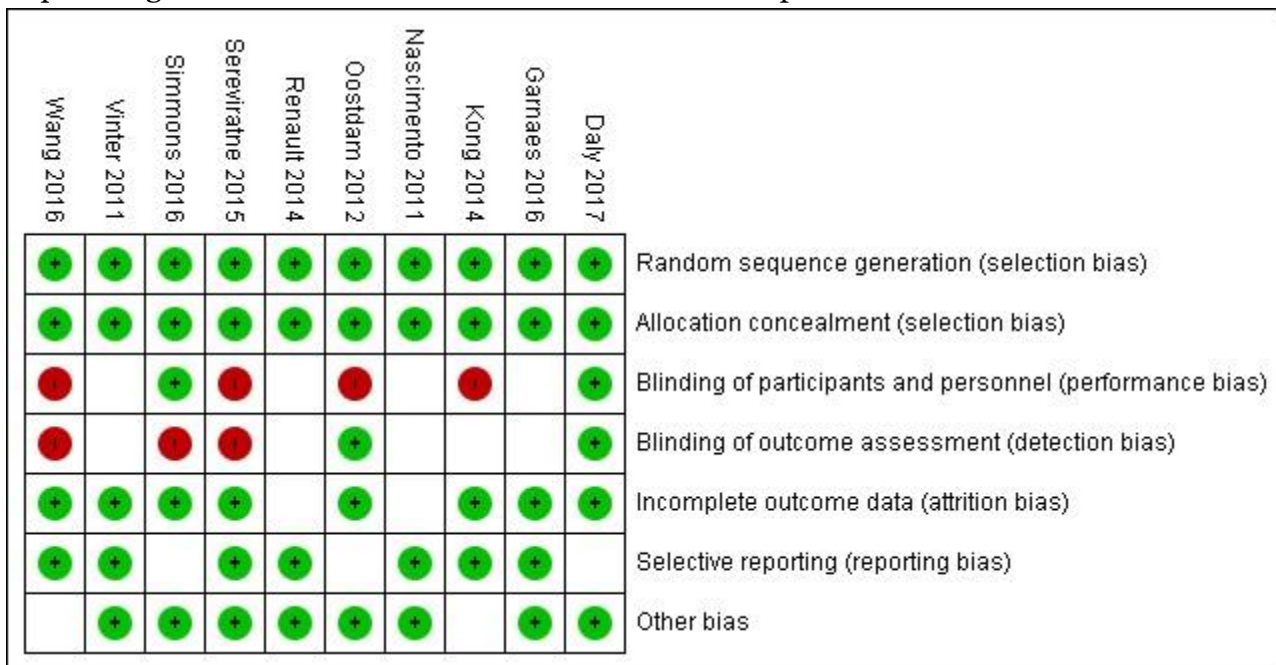 Wang 2016
Vinter 2011
Simmons 2016
Sereviratne 2015
Renault 2014
Oostdam 2012
Nascimento 2011
Kong 2014
Garnaes 2016
Daly 2017
+ + + + + + + + + + Random sequence generation (selection bias)
+ + + + + + + + + + Allocation concealment (selection bias)
- + - - - + Blinding of participants and personnel (performance bias)
- - - + + Blinding of outcome assessment (detection bias)
+ + + + + + + + Incomplete outcome data (attrition bias)
+ + + + + + + Selective reporting (reporting bias)
+ + + + + + + + Other bias